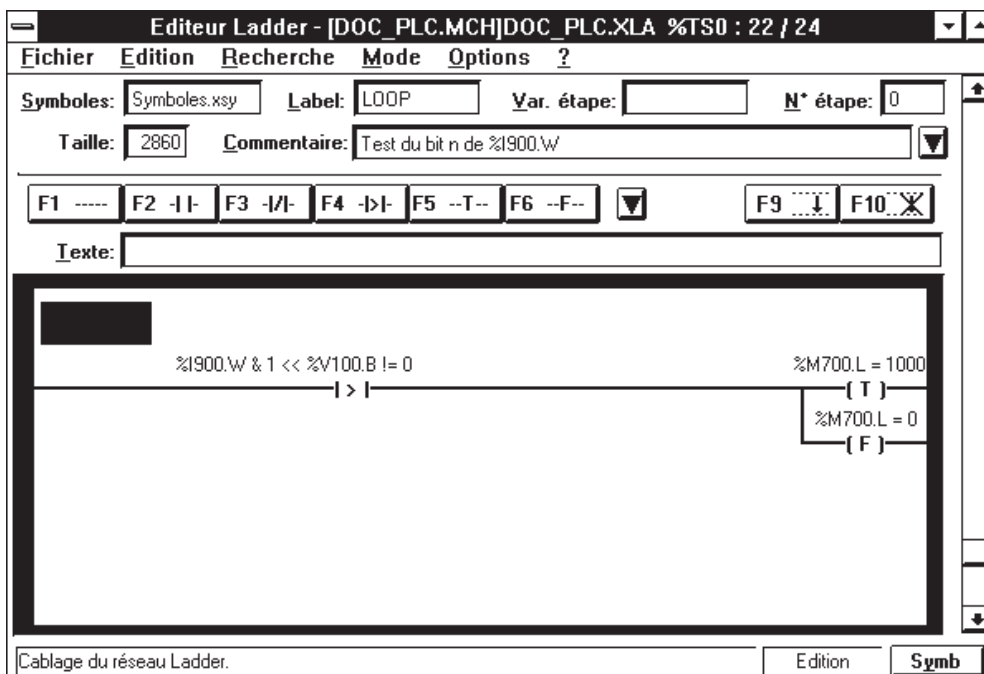 Editeur Ladder - [DOC_PLC.MCH]DOC_PLC.XLA %TS0 : 22 / 24
Fichier Edition Recherche Mode Options ?
Symboles: Symboles.xsy Label: LOOP Var. étape: N° étape: 0
Taille: 2860 Commentaire: Test du bit n de %I900.W
F1 ----- F2 -| |- F3 -|/|- F4 -|>|- F5 --T-- F6 --F-- F9 F10
Texte:
%I900.W & 1 << %V100.B != 0 %M700.L = 1000
-| > |- -( T )-
%M700.L = 0
-( F )-
Cablage du réseau Ladder. Edition Symb